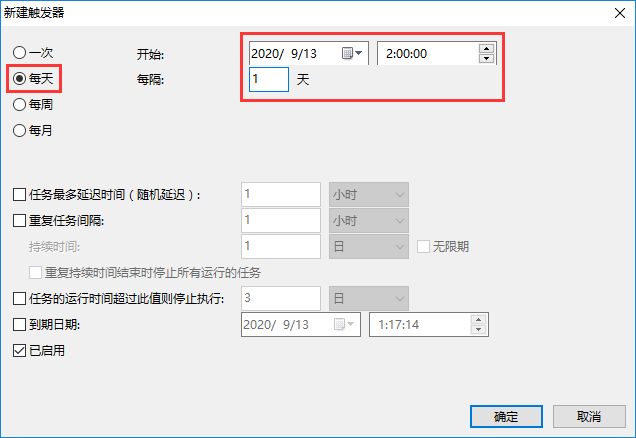 新建触发器
一次 开始: 2020/ 9/13 2:00:00
每天 每隔: 1 天
每周
每月
任务最多延迟时间（随机延迟）: 1 小时
重复任务间隔: 1 小时
持续时间: 1 日 无限期
重复持续时间结束时停止所有运行的任务
任务的运行时间超过此值则停止执行: 3 日
到期日期: 2020/ 9/13 1:17:14
已启用
确定 取消